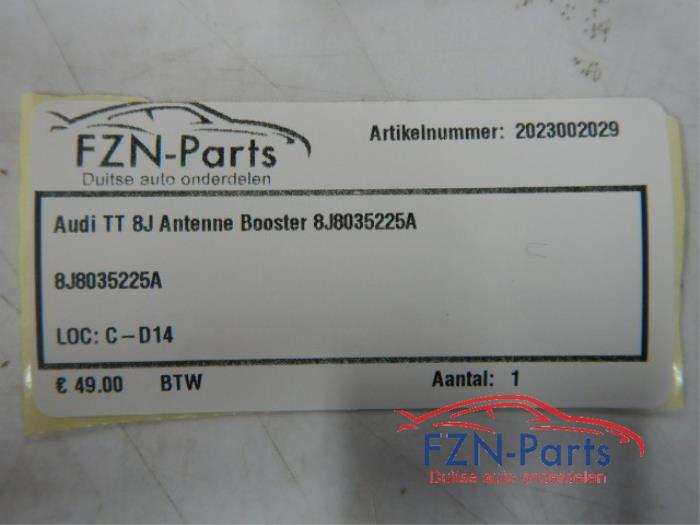 FZN-Parts
Duitse auto onderdelen
Artikelnummer: 2023002029
Audi TT 8J Antenne Booster 8J8035225A
8J8035225A
LOC: C-D14
€ 49.00 BTW Aantal: 1
FZN-Parts
Duitse auto onderdelen